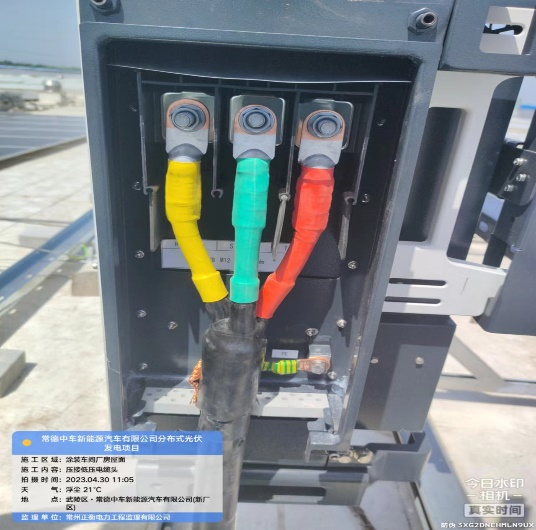 PE
常德中车新能源汽车有限公司分布式光伏
发电项目
施工区域：涂装车间厂房屋面
施工内容：压接低压电缆头
拍摄时间：2023.04.30 11:05
天 气：浮尘 21℃
地 点：武陵区·常德中车新能源汽车有限公司(新厂
区)
监理单位：常州正衡电力工程监理有限公司
今日水印
相机
真实时间
防伪 3XG2DNEHMLN9UX